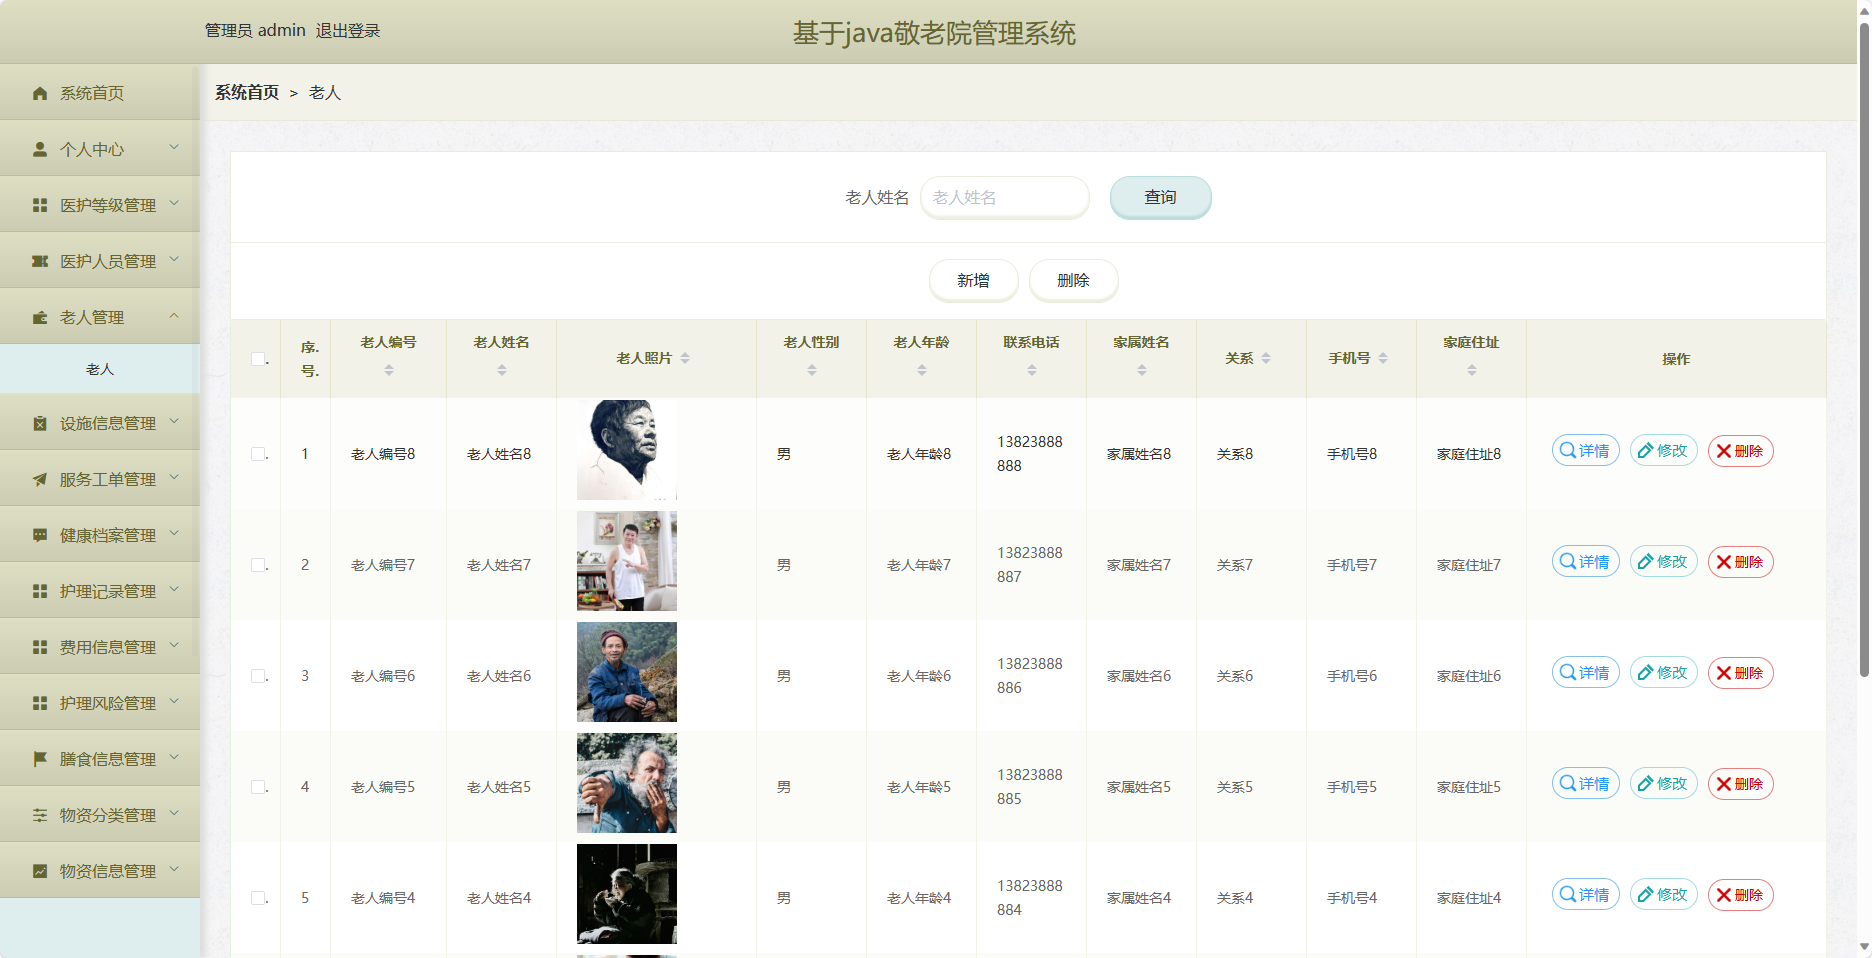 管理员 admin 退出登录
基于java敬老院管理系统
系统首页
个人中心
医护等级管理
医护人员管理
老人管理
老人
设施信息管理
服务工单管理
健康档案管理
护理记录管理
费用信息管理
护理风险管理
膳食信息管理
物资分类管理
物资信息管理
系统首页 > 老人
老人姓名 老人姓名 查询
新增 删除
序. 号. 老人编号 老人姓名 老人照片 老人性别 老人年龄 联系电话 家属姓名 关系 手机号 家庭住址 操作
1 老人编号8 老人姓名8 男 老人年龄8 13823888888 家属姓名8 关系8 手机号8 家庭住址8 详情 修改 删除
2 老人编号7 老人姓名7 男 老人年龄7 13823888887 家属姓名7 关系7 手机号7 家庭住址7 详情 修改 删除
3 老人编号6 老人姓名6 男 老人年龄6 13823888886 家属姓名6 关系6 手机号6 家庭住址6 详情 修改 删除
4 老人编号5 老人姓名5 男 老人年龄5 13823888885 家属姓名5 关系5 手机号5 家庭住址5 详情 修改 删除
5 老人编号4 老人姓名4 男 老人年龄4 13823888884 家属姓名4 关系4 手机号4 家庭住址4 详情 修改 删除